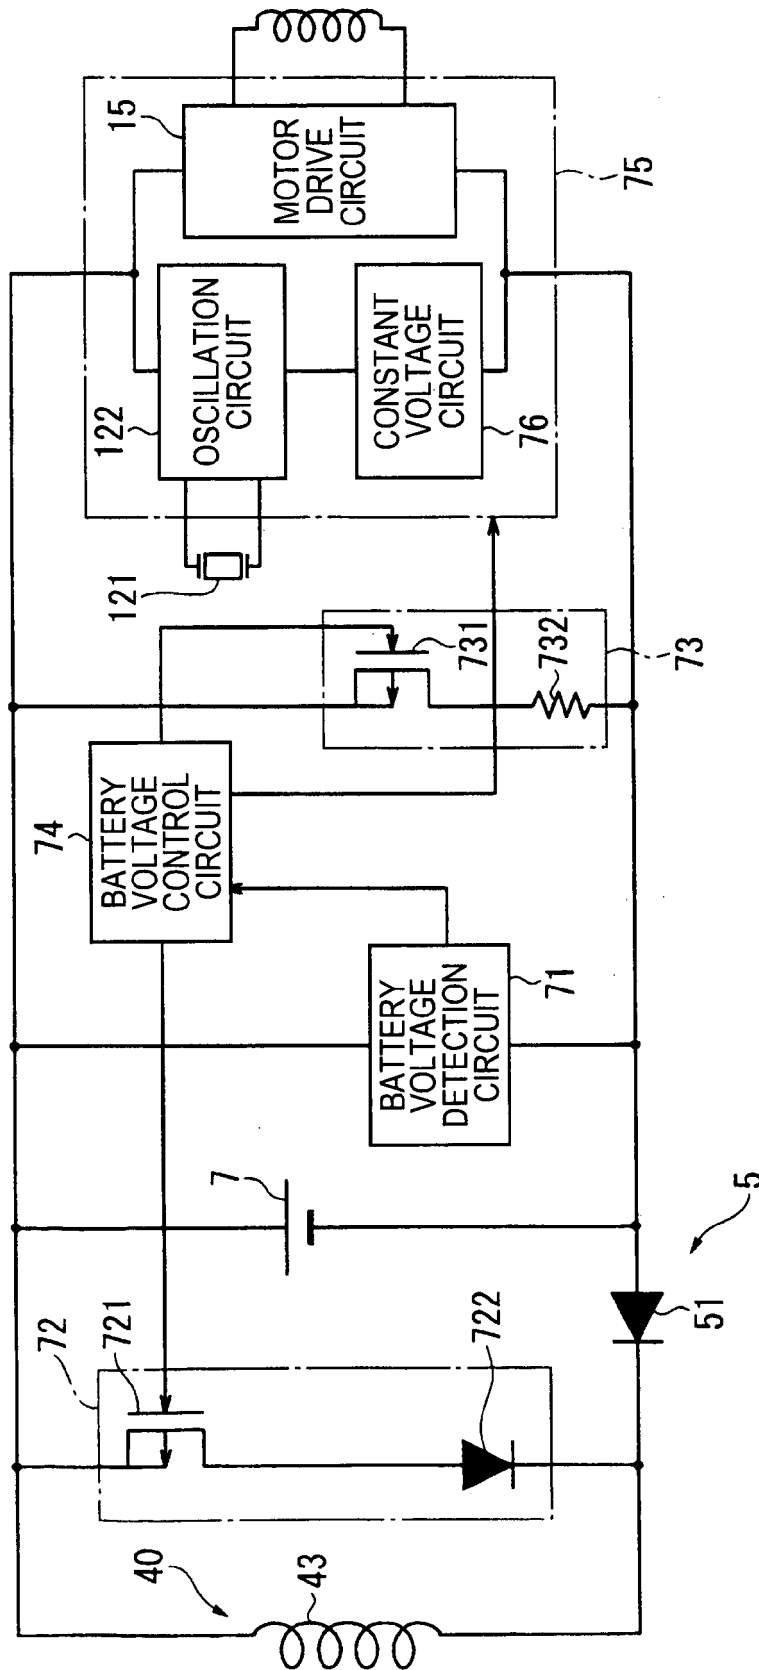 40
43
72
721
722
5
51
7
74
BATTERY
VOLTAGE
CONTROL
CIRCUIT
BATTERY
VOLTAGE
DETECTION
CIRCUIT
71
731
732
73
121
122
OSCILLATION
CIRCUIT
CONSTANT
VOLTAGE
CIRCUIT
76
15
MOTOR
DRIVE
CIRCUIT
75